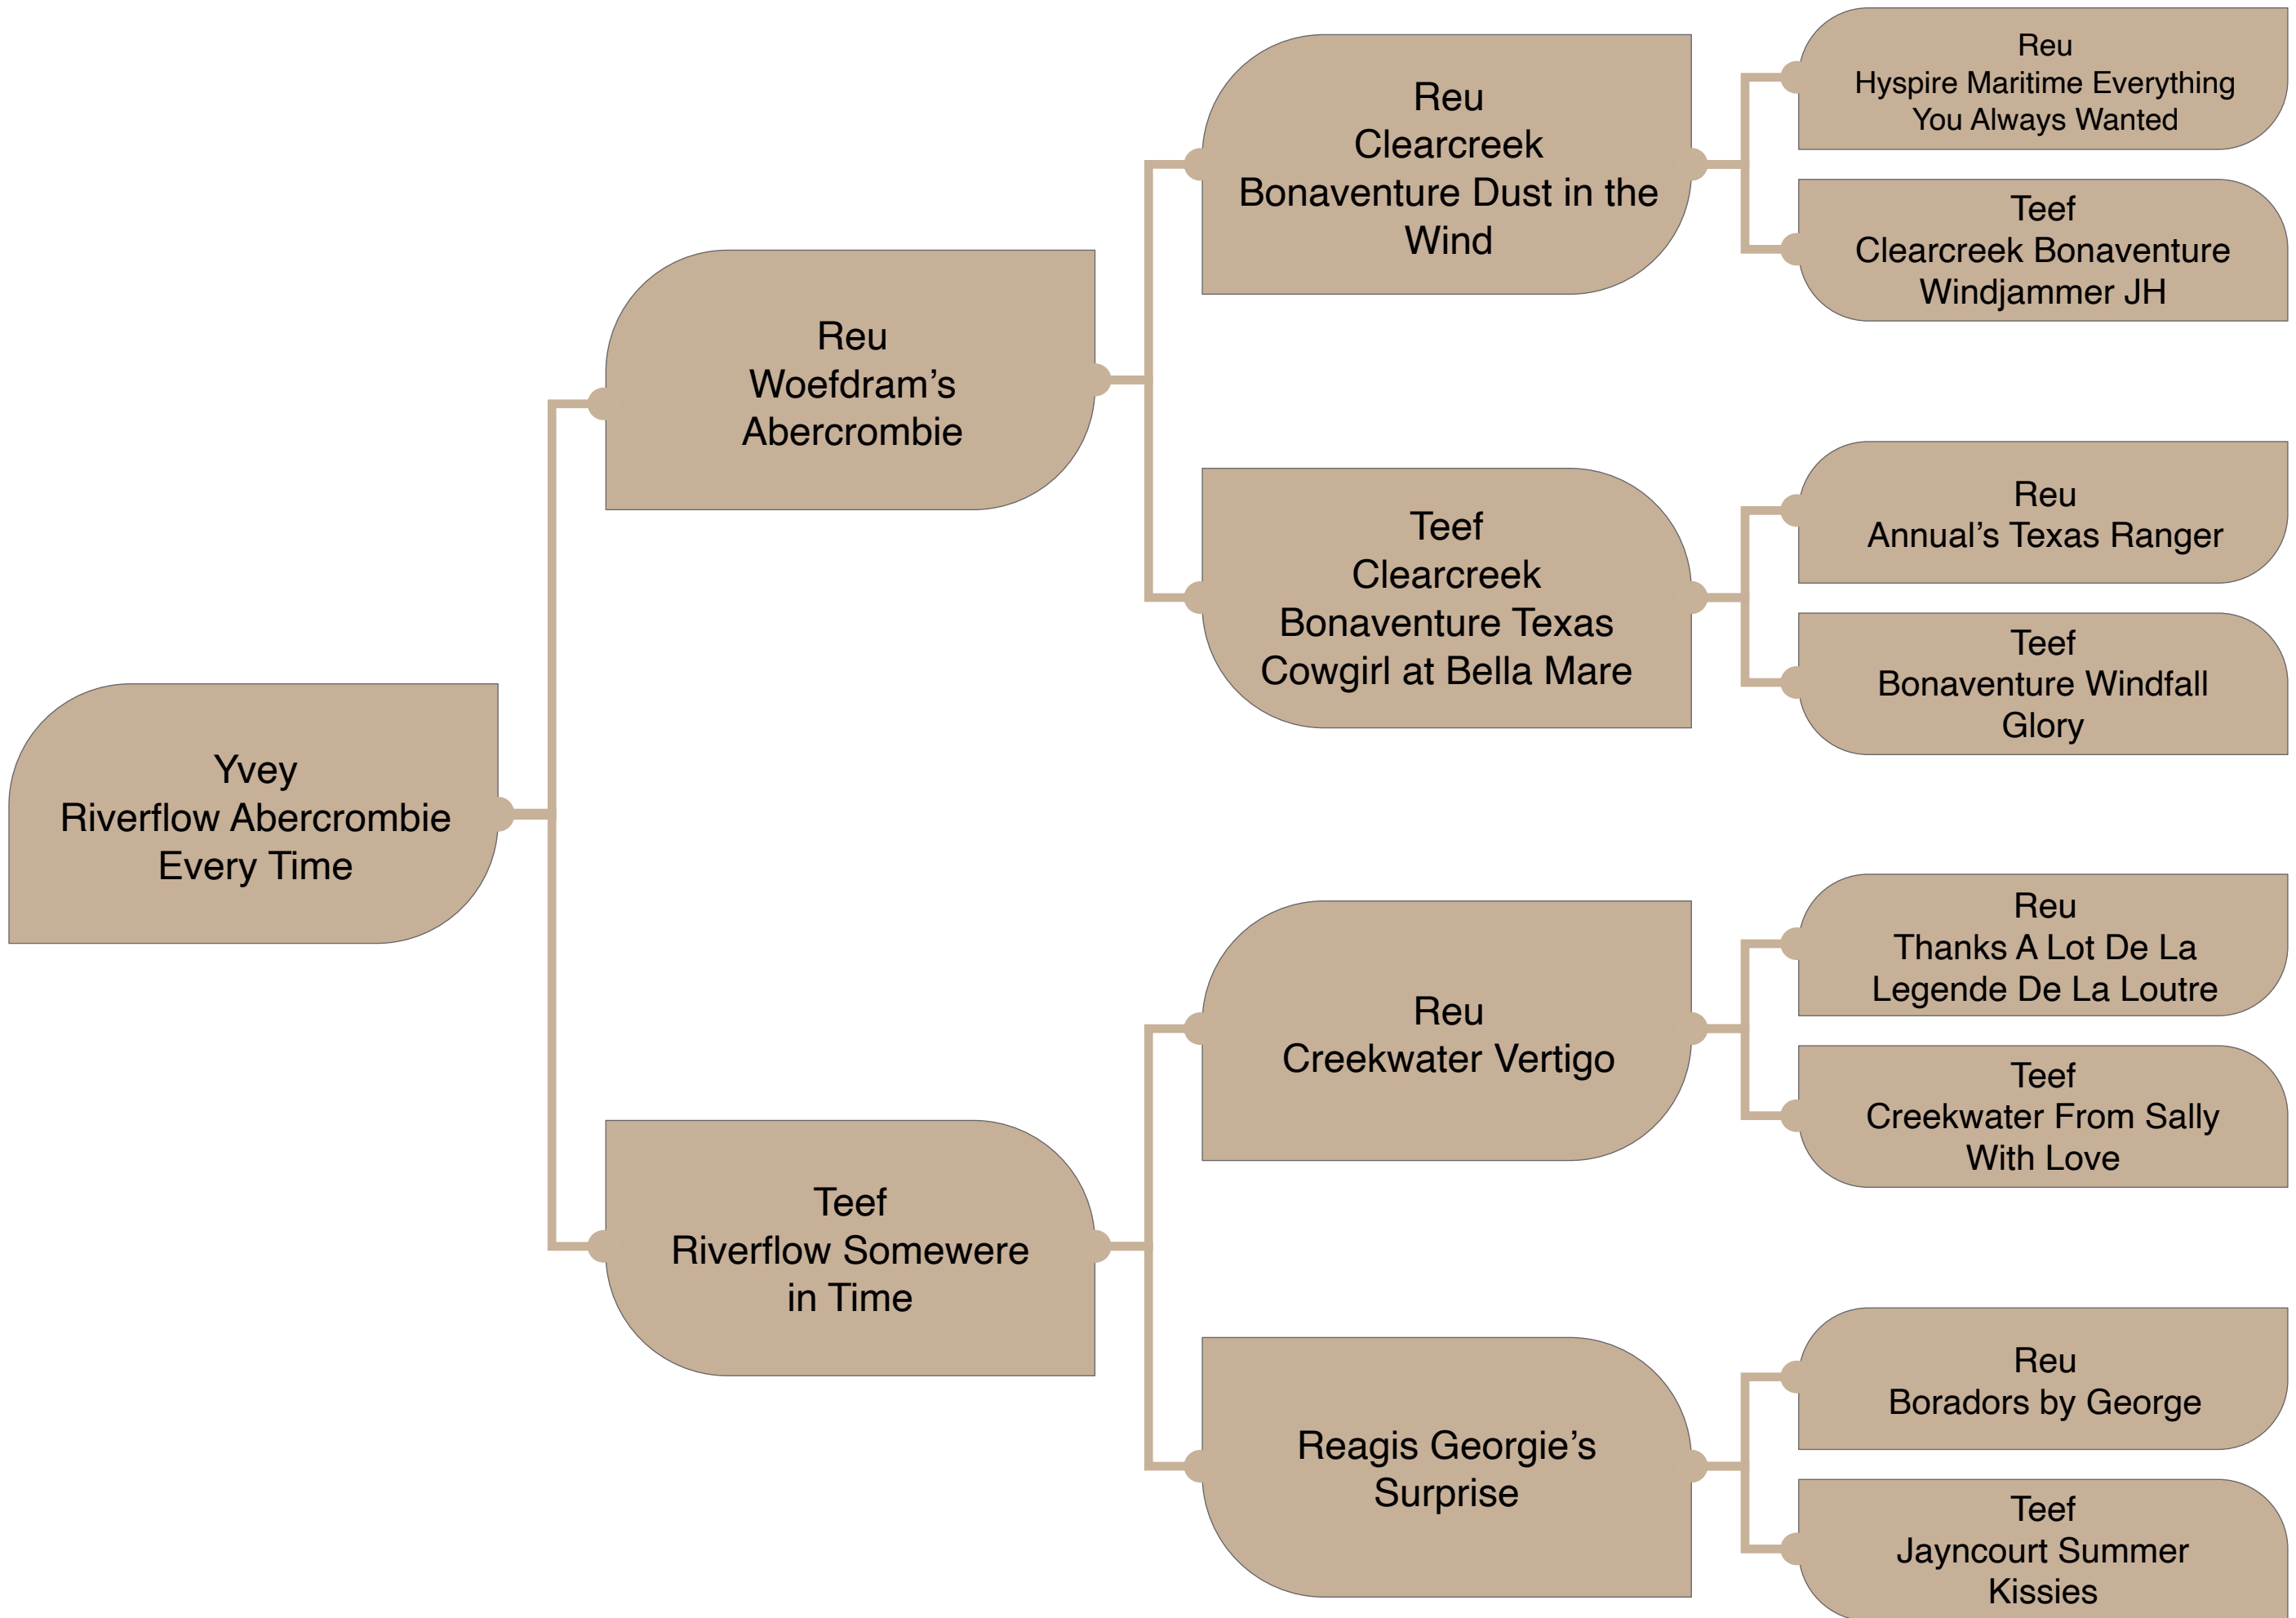 Yvey
Riverflow Abercrombie
Every Time
Reu
Woefdram’s
Abercrombie
Teef
Riverflow Somewere
in Time
Reu
Clearcreek
Bonaventure Dust in the
Wind
Teef
Clearcreek
Bonaventure Texas
Cowgirl at Bella Mare
Reu
Creekwater Vertigo
Reagis Georgie’s
Surprise
Reu
Hyspire Maritime Everything
You Always Wanted
Teef
Clearcreek Bonaventure
Windjammer JH
Reu
Annual’s Texas Ranger
Teef
Bonaventure Windfall
Glory
Reu
Thanks A Lot De La
Legende De La Loutre
Teef
Creekwater From Sally
With Love
Reu
Boradors by George
Teef
Jayncourt Summer
Kissies